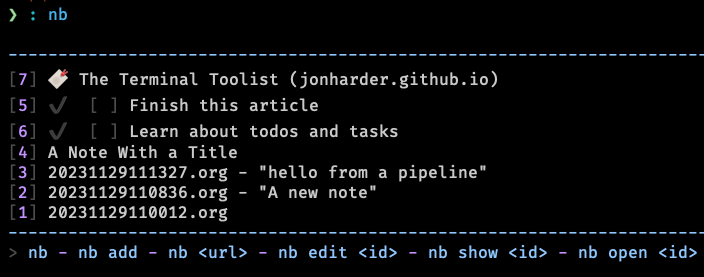 ❯ : nb
--------------------------------------------------------------------
[7] 🔖 The Terminal Toolist (jonharder.github.io)
[5] ✔️ [ ] Finish this article
[6] ✔️ [ ] Learn about todos and tasks
[4] A Note With a Title
[3] 20231129111327.org - "hello from a pipeline"
[2] 20231129110836.org - "A new note"
[1] 20231129110012.org
--------------------------------------------------------------------
> nb - nb add - nb <url> - nb edit <id> - nb show <id> - nb open <id>